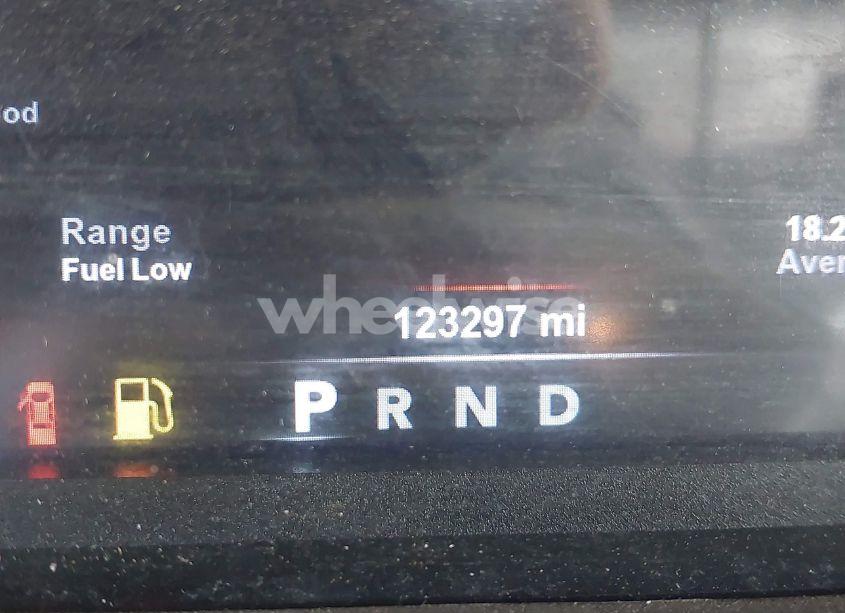 od
Range
Fuel Low
18.2
Aver
wheelwise
123297 mi
P R N D